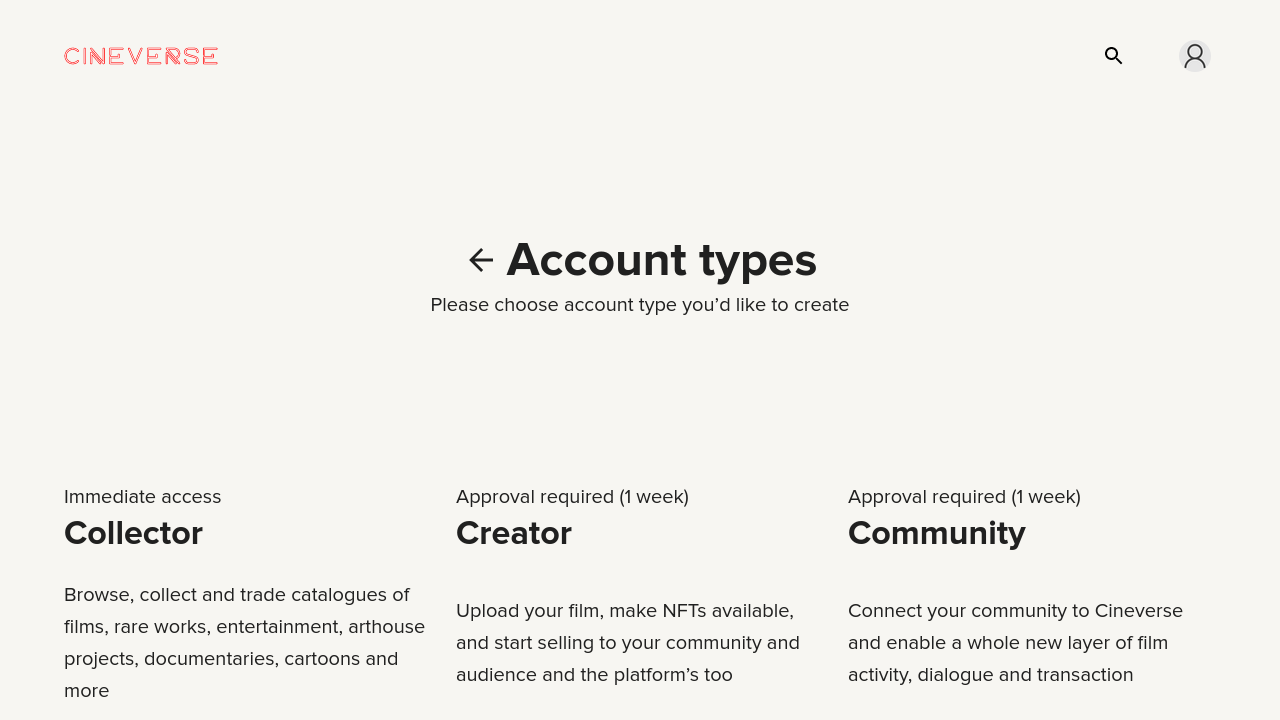 CINEVERSE
Account types
Please choose account type you’d like to create
Immediate access
Collector
Browse, collect and trade catalogues of
films, rare works, entertainment, arthouse
projects, documentaries, cartoons and
more
Approval required (1 week)
Creator
Upload your film, make NFTs available,
and start selling to your community and
audience and the platform’s too
Approval required (1 week)
Community
Connect your community to Cineverse
and enable a whole new layer of film
activity, dialogue and transaction